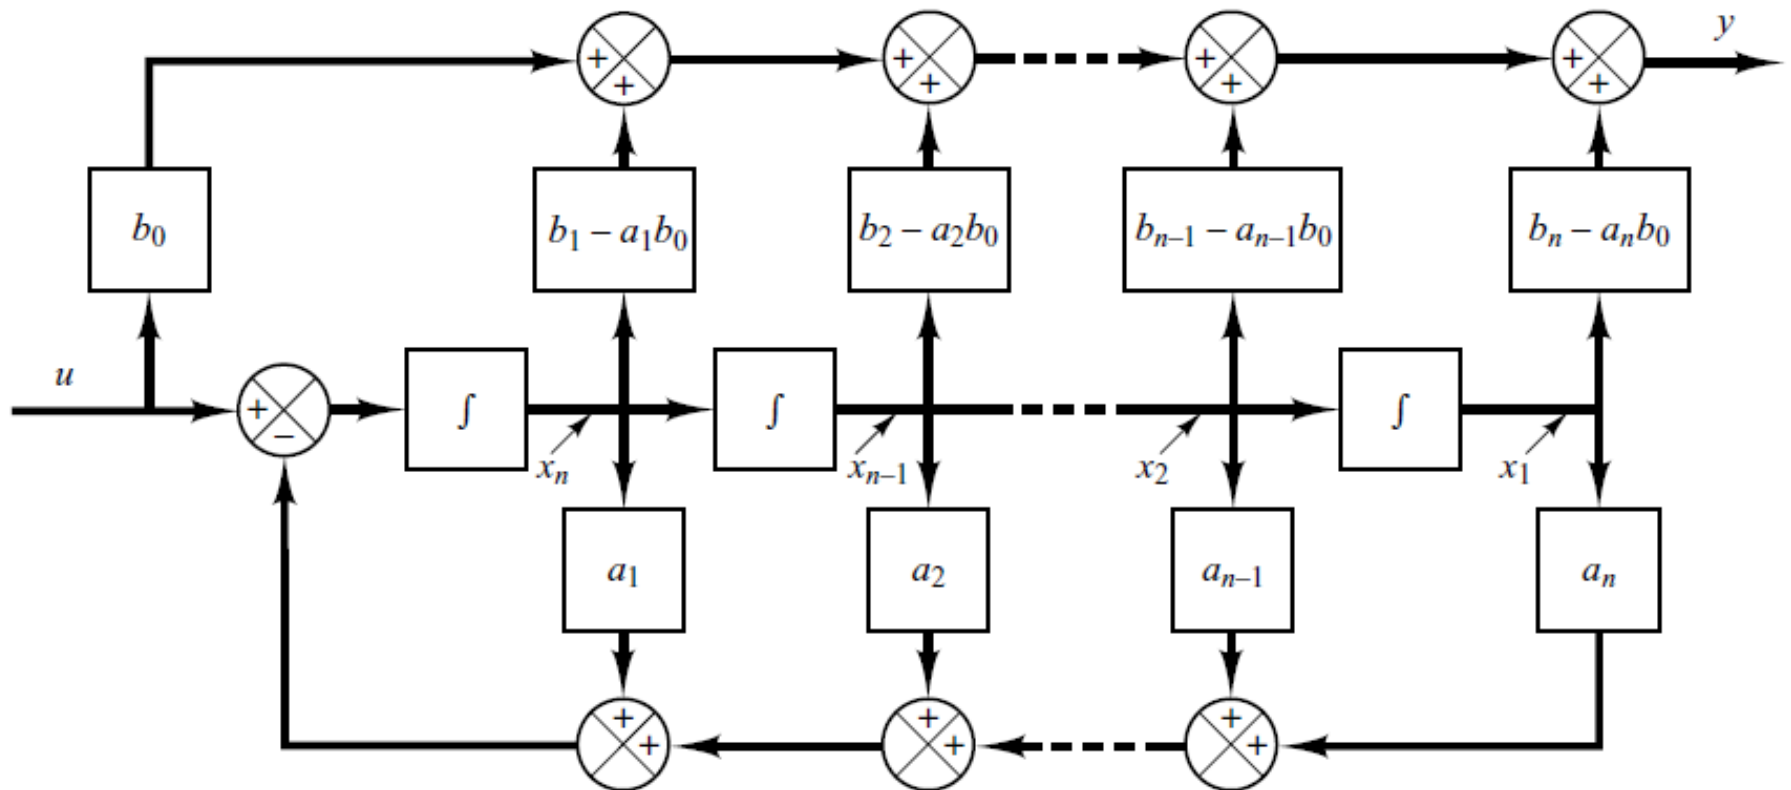 y
+ + + + + + + +
b₀ b₁ – a₁b₀ b₂ – a₂b₀ bₙ₋₁ – aₙ₋₁b₀ bₙ – aₙb₀
u
+ – ∫ ∫ ∫
xₙ xₙ₋₁ x₂ x₁
a₁ a₂ aₙ₋₁ aₙ
+ + + + + +